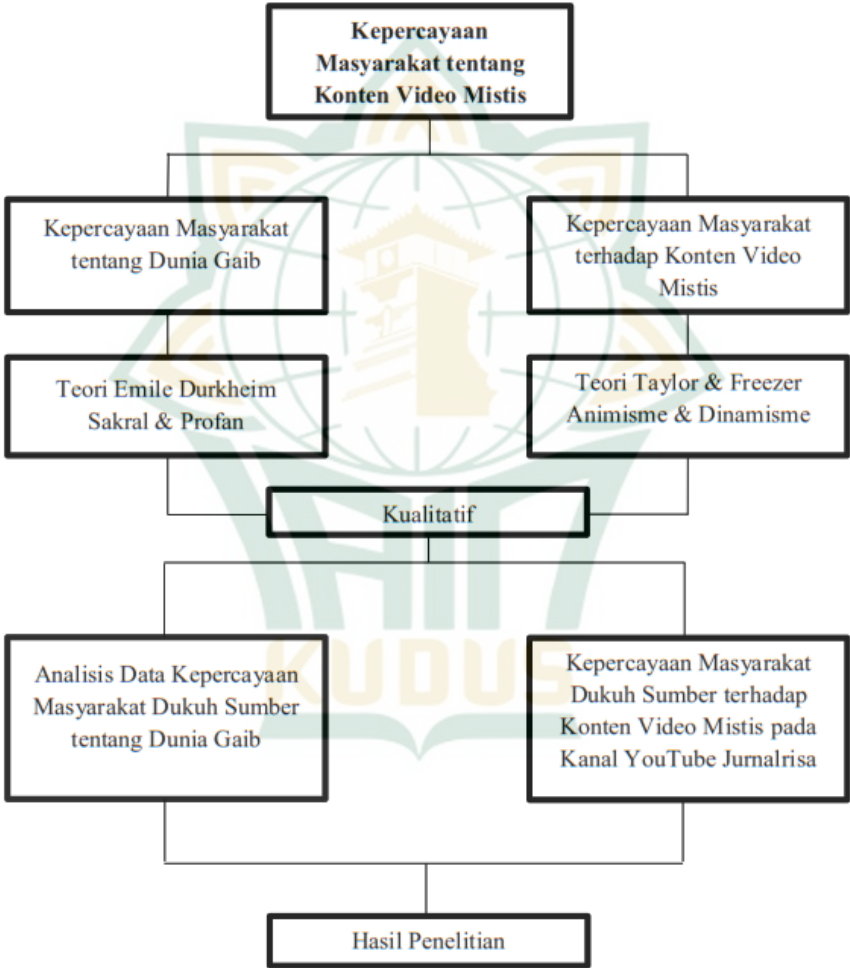 Kepercayaan
Masyarakat tentang
Konten Video Mistis
Kepercayaan Masyarakat
tentang Dunia Gaib
Kepercayaan Masyarakat
terhadap Konten Video
Mistis
Teori Emile Durkheim
Sakral & Profan
Teori Taylor & Freezer
Animisme & Dinamisme
Kualitatif
Analisis Data Kepercayaan
Masyarakat Dukuh Sumber
tentang Dunia Gaib
Kepercayaan Masyarakat
Dukuh Sumber terhadap
Konten Video Mistis pada
Kanal YouTube Jurnalrisa
Hasil Penelitian
KUDUS